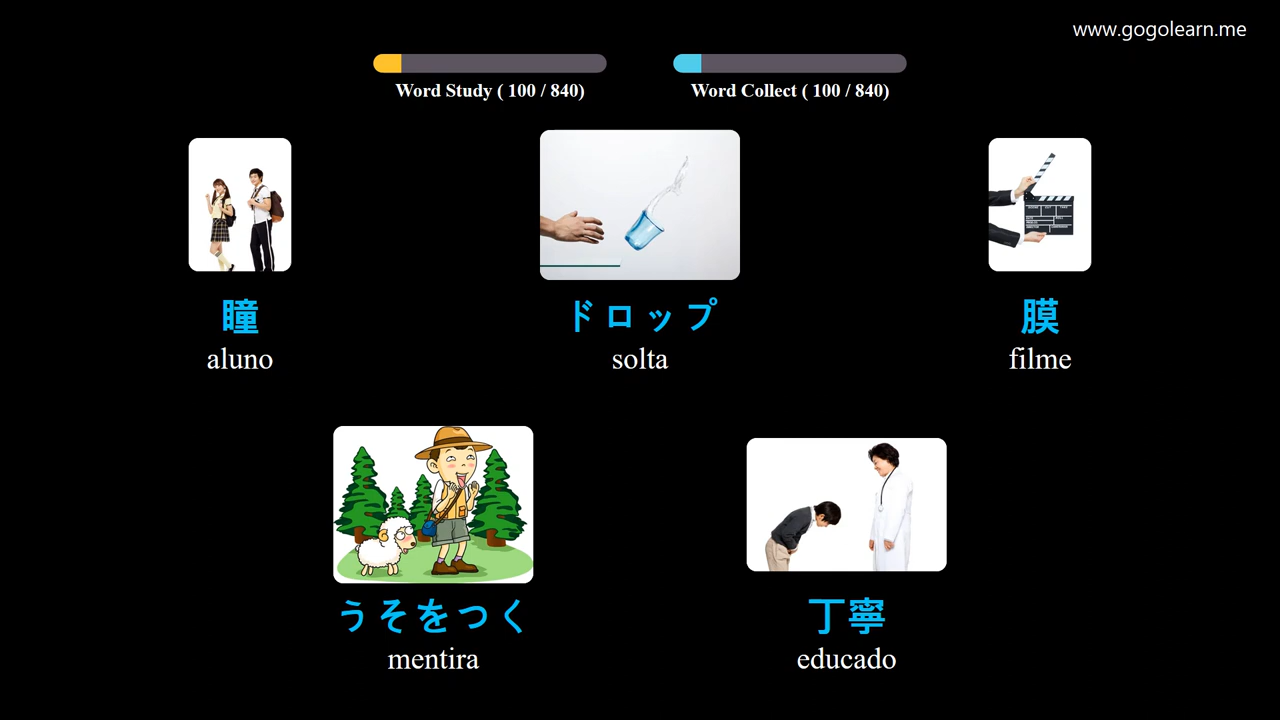 www.gogolearn.me
Word Study ( 100 / 840)
Word Collect ( 100 / 840)
瞳
aluno
ドロップ
solta
膜
filme
うそをつく
mentira
丁寧
educado